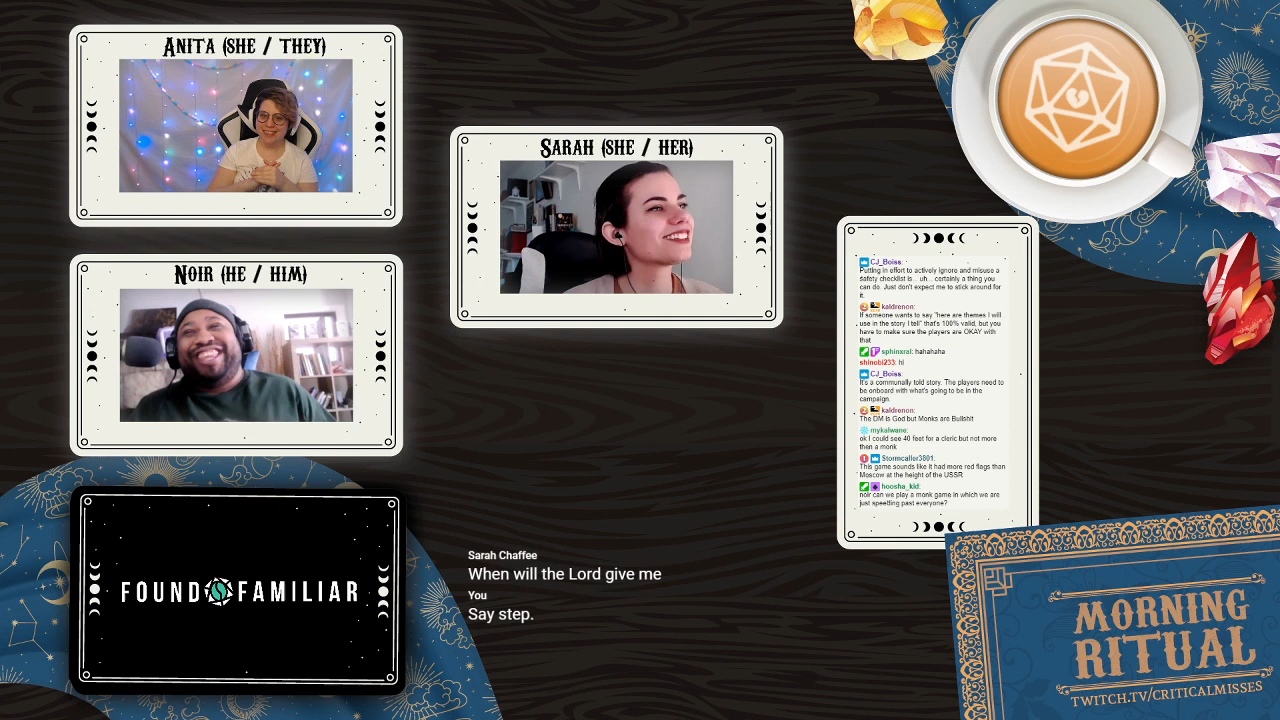 ANITA (SHE / THEY)
SARAH (SHE / HER)
NOIR (HE / HIM)
CJ_Boiss:
Putting in effort to actively ignore and misuse a
safety checklist is... uh... certainly a thing you
can do. Just don't expect me to stick around for
it.
kaldrenon:
If someone wants to say "here are themes I will
use in the story I tell" that's 100% valid, but you
have to make sure the players are OKAY with
that
sphinxral: hahahaha
shinobi233: hi
CJ_Boiss:
It's a communally told story. The players need to
be onboard with what's going to be in the
campaign.
kaldrenon:
The DM is God but Monks are Bullshit
mykalwane:
ok I could see 40 feet for a cleric but not more
then a monk
Stormcaller3801:
This game sounds like it had more red flags than
Moscow at the height of the USSR
hoosha_kid:
noir can we play a monk game in which we are
just speetling past everyone?
FOUND FAMILIAR
Sarah Chaffee
When will the Lord give me
You
Say step.
MORNING
RITUAL
TWITCH.TV/CRITICALMISSES